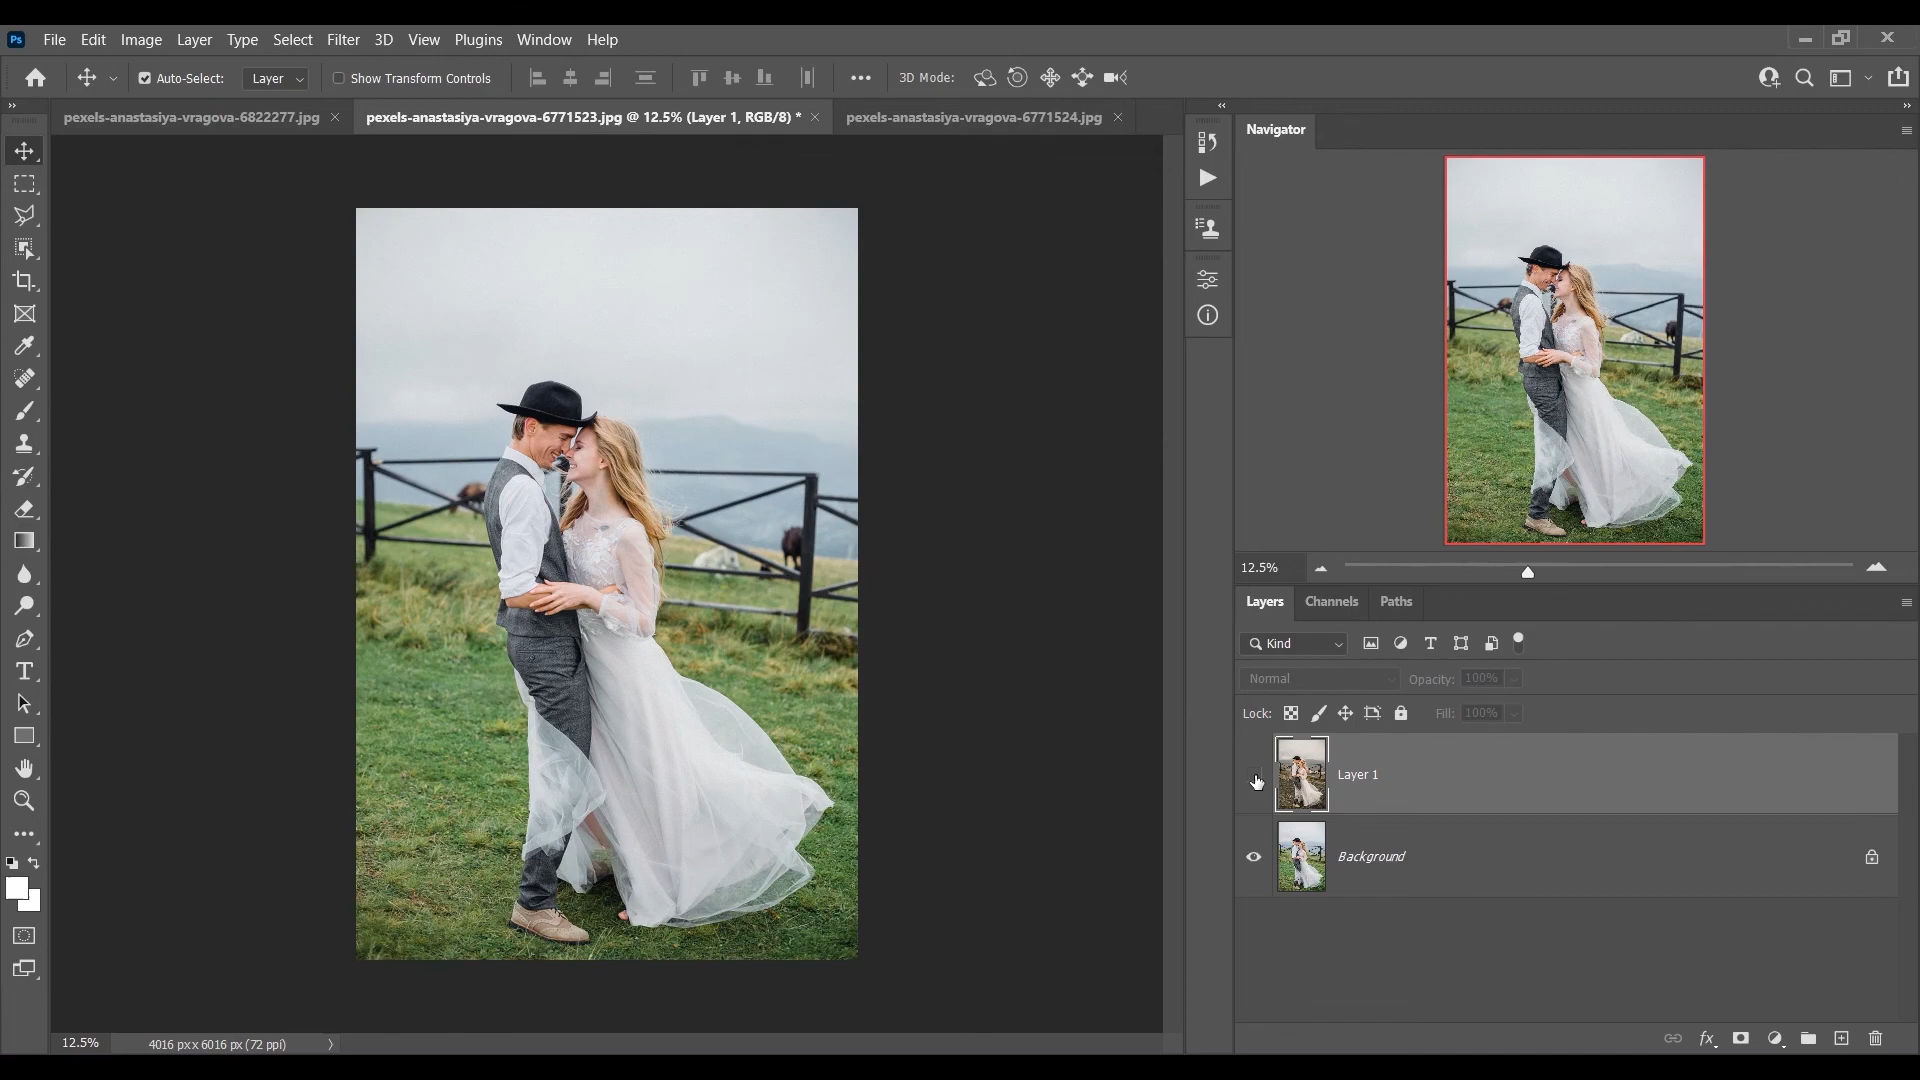 Ps File Edit Image Layer Type Select Filter 3D View Plugins Window Help
Auto-Select: Layer Show Transform Controls 3D Mode:
pexels-anastasiya-vragova-6822277.jpg pexels-anastasiya-vragova-6771523.jpg @ 12.5% (Layer 1, RGB/8) * pexels-anastasiya-vragova-6771524.jpg
Navigator
12.5%
Layers Channels Paths
Kind
Normal Opacity: 100%
Lock: Fill: 100%
Layer 1
Background
fx
12.5% 4016 px x 6016 px (72 ppi)